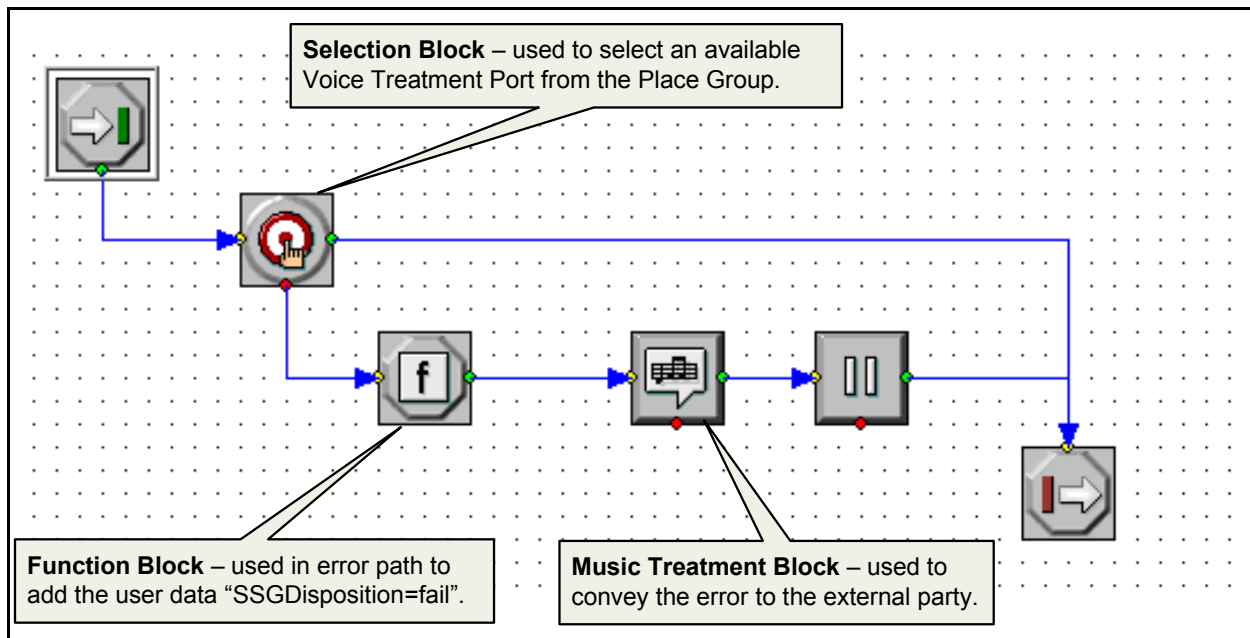 Selection Block – used to select an available
Voice Treatment Port from the Place Group.
f
Function Block – used in error path to
add the user data “SSGDisposition=fail”.
Music Treatment Block – used to
convey the error to the external party.